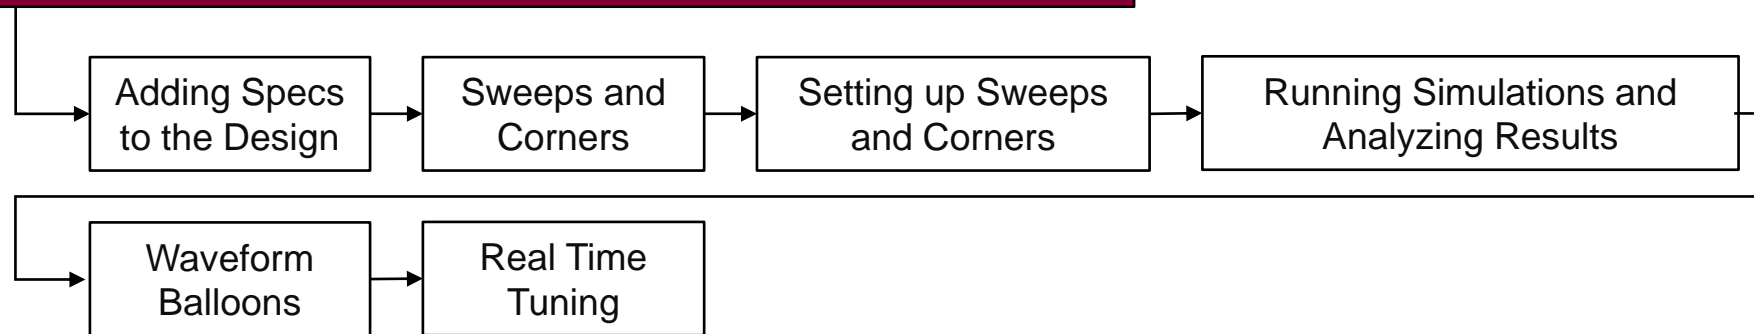 Adding Specs
to the Design
Sweeps and
Corners
Setting up Sweeps
and Corners
Running Simulations and
Analyzing Results
Waveform
Balloons
Real Time
Tuning